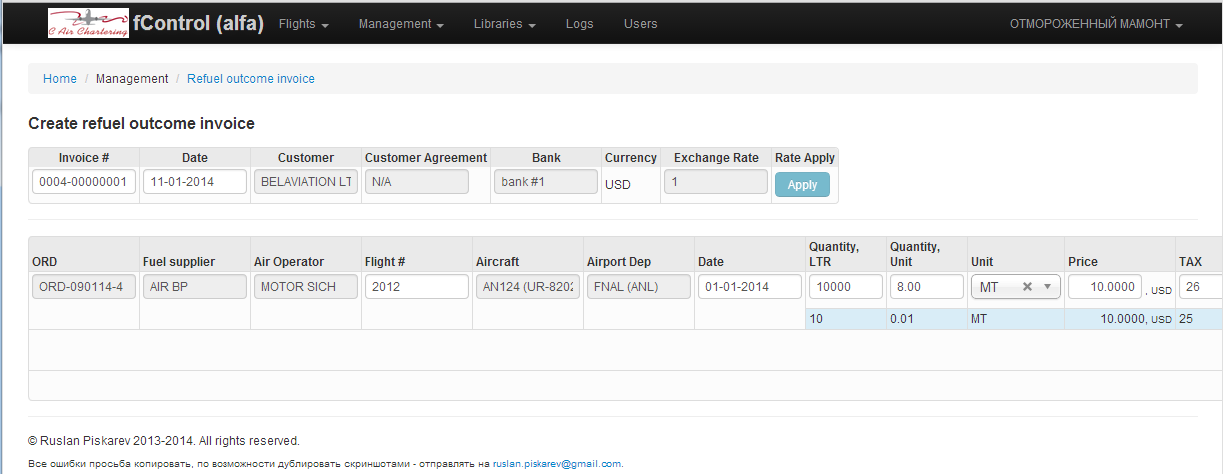 C Air Chartering fControl (alfa) Flights Management Libraries Logs Users ОТМОРОЖЕННЫЙ МАМОНТ
Home / Management / Refuel outcome invoice
Create refuel outcome invoice
Invoice # Date Customer Customer Agreement Bank Currency Exchange Rate Rate Apply
0004-00000001 11-01-2014 BELAVIATION LT N/A bank #1 USD 1 Apply
ORD Fuel supplier Air Operator Flight # Aircraft Airport Dep Date Quantity, LTR Quantity, Unit Unit Price TAX
ORD-090114-4 AIR BP MOTOR SICH 2012 AN124 (UR-8202 FNAL (ANL) 01-01-2014 10000 8.00 MT 10.0000 , USD 26
10 0.01 MT 10.0000, USD 25
© Ruslan Piskarev 2013-2014. All rights reserved.
Все ошибки просьба копировать, по возможности дублировать скриншотами - отправлять на ruslan.piskarev@gmail.com.